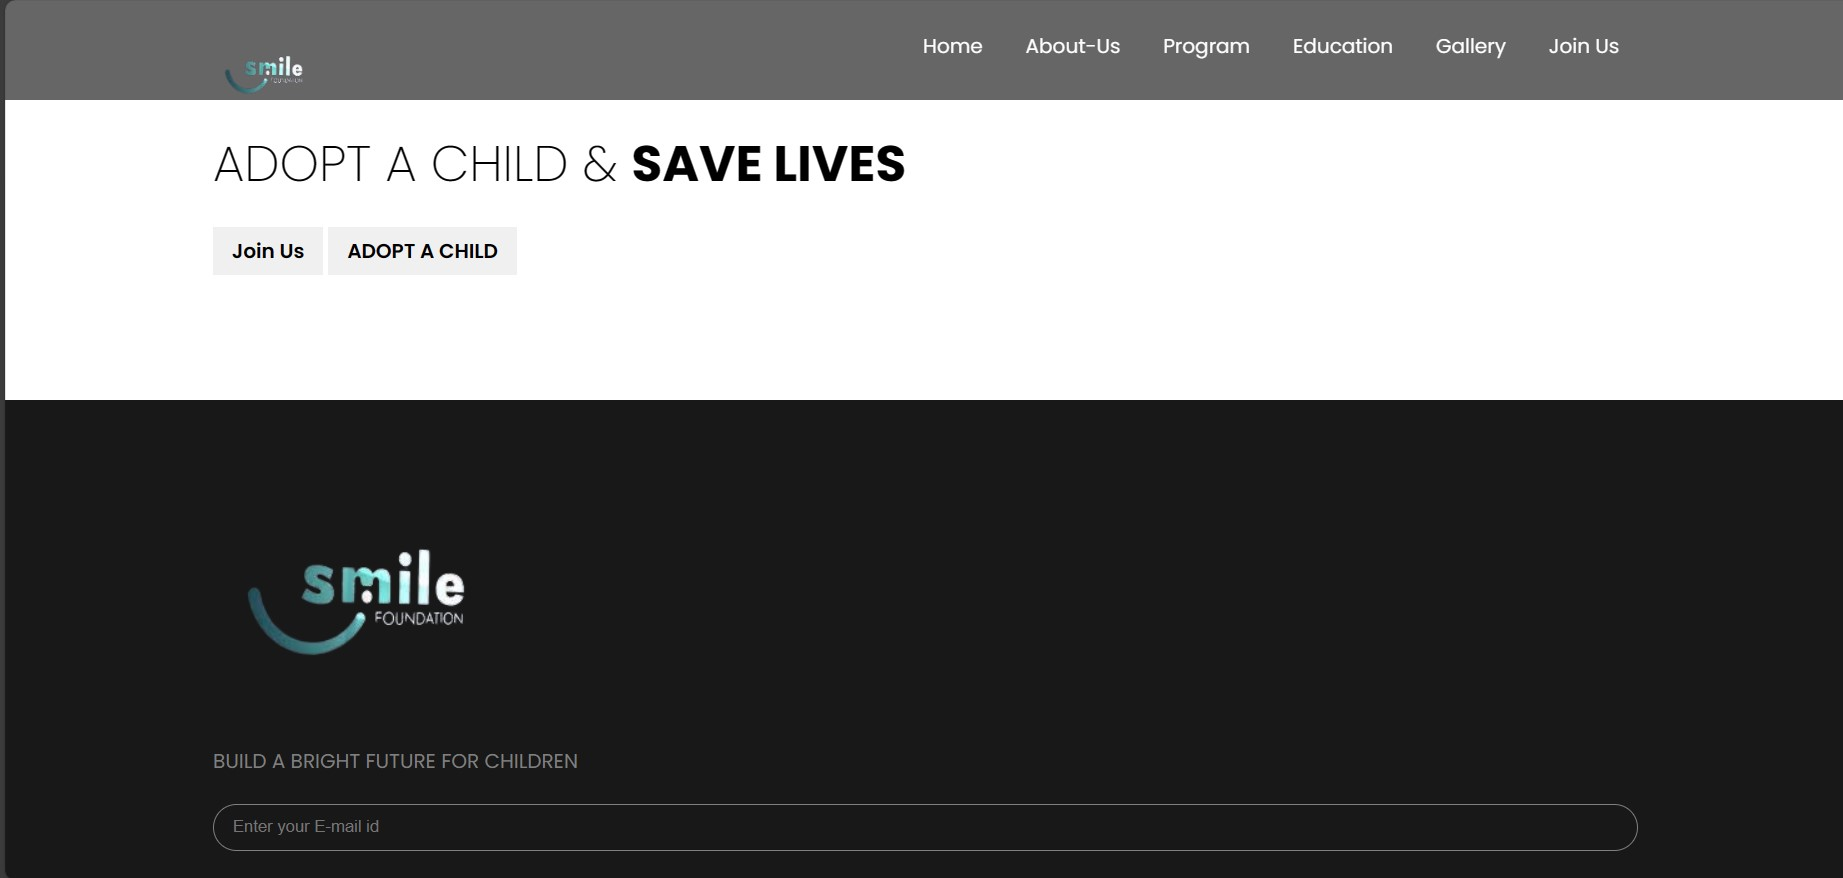 smile
FOUNDATION
Home About-Us Program Education Gallery Join Us
ADOPT A CHILD & SAVE LIVES
Join Us ADOPT A CHILD
smile
FOUNDATION
BUILD A BRIGHT FUTURE FOR CHILDREN
Enter your E-mail id